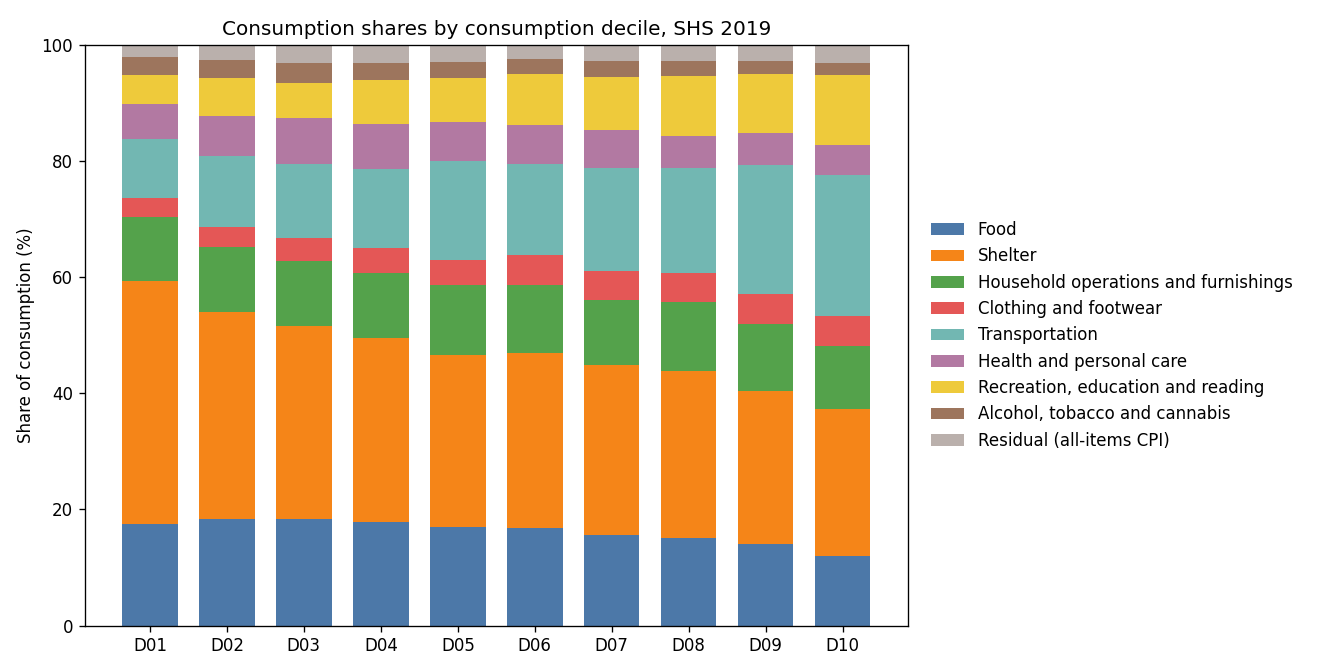 Consumption shares by consumption decile, SHS 2019
Share of consumption (%)
100
80
60
40
20
0
D01 D02 D03 D04 D05 D06 D07 D08 D09 D10
Food
Shelter
Household operations and furnishings
Clothing and footwear
Transportation
Health and personal care
Recreation, education and reading
Alcohol, tobacco and cannabis
Residual (all-items CPI)